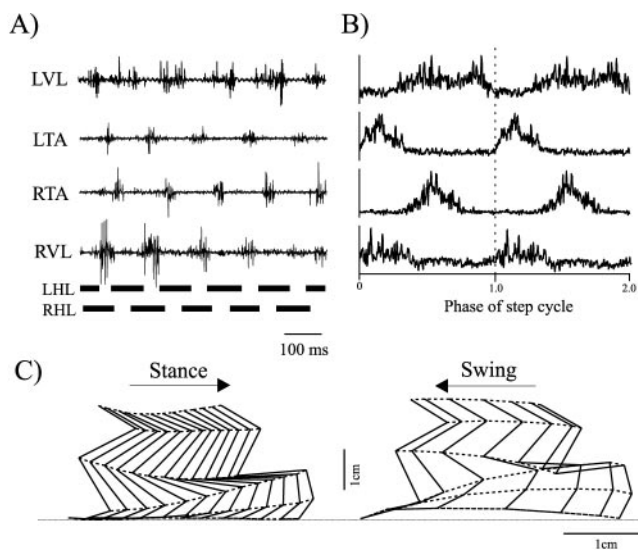 A)
B)
LVL
LTA
RTA
RVL
LHL
RHL
100 ms
0
1.0
2.0
Phase of step cycle
C)
Stance
Swing
1cm
1cm